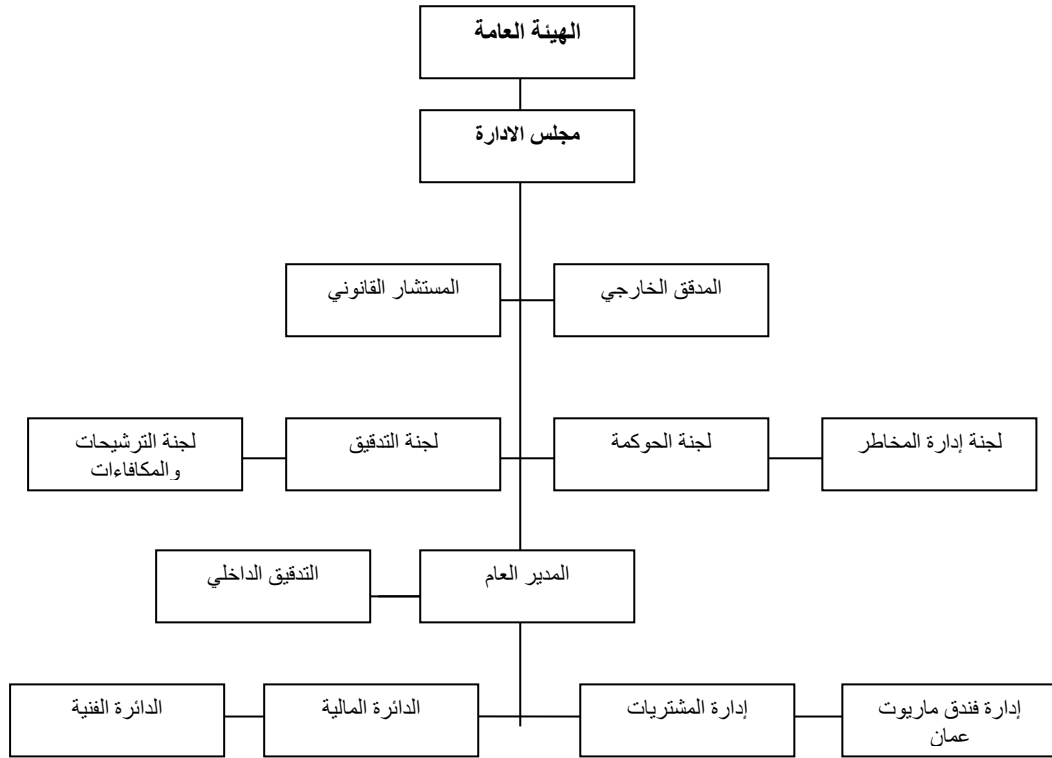 الهيئة العامة
مجلس الادارة
المدقق الخارجي
المستشار القانوني
لجنة إدارة المخاطر
لجنة الحوكمة
لجنة التدقيق
لجنة الترشيحات
والمكافاءات
المدير العام
التدقيق الداخلي
إدارة فندق ماريوت
عمان
إدارة المشتريات
الدائرة المالية
الدائرة الفنية